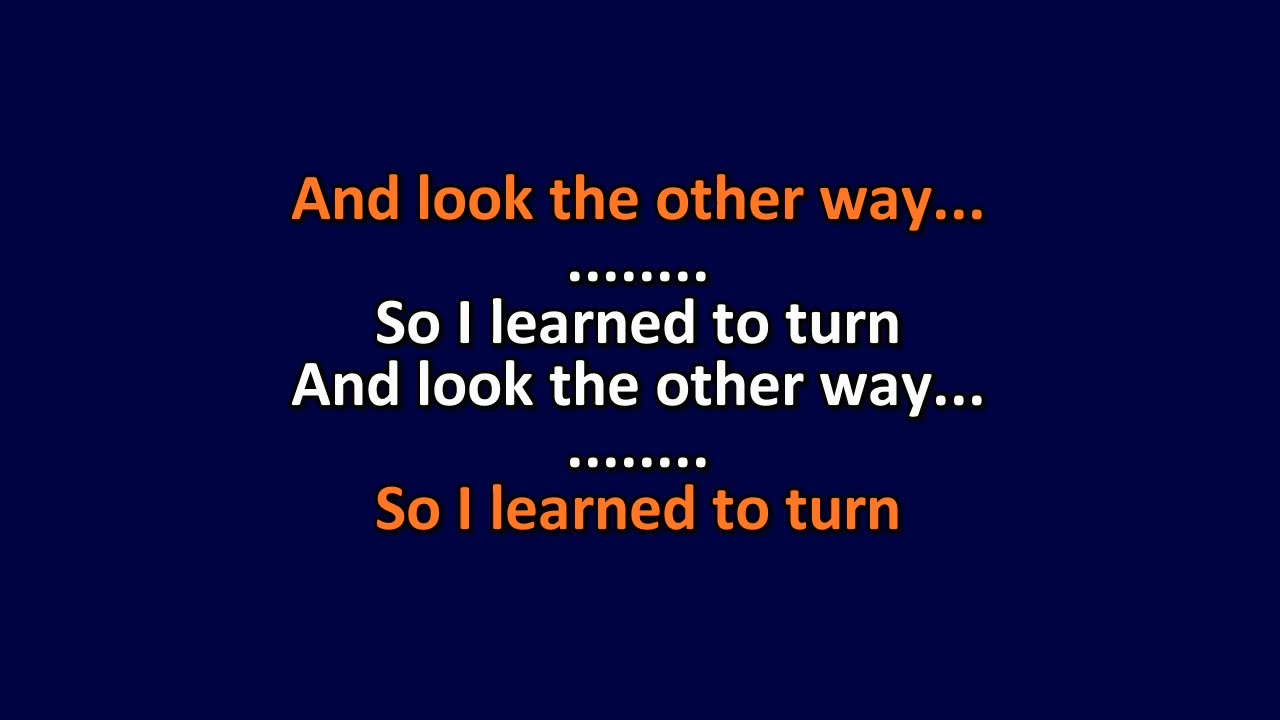 And look the other way...
........
So I learned to turn
And look the other way...
........
So I learned to turn